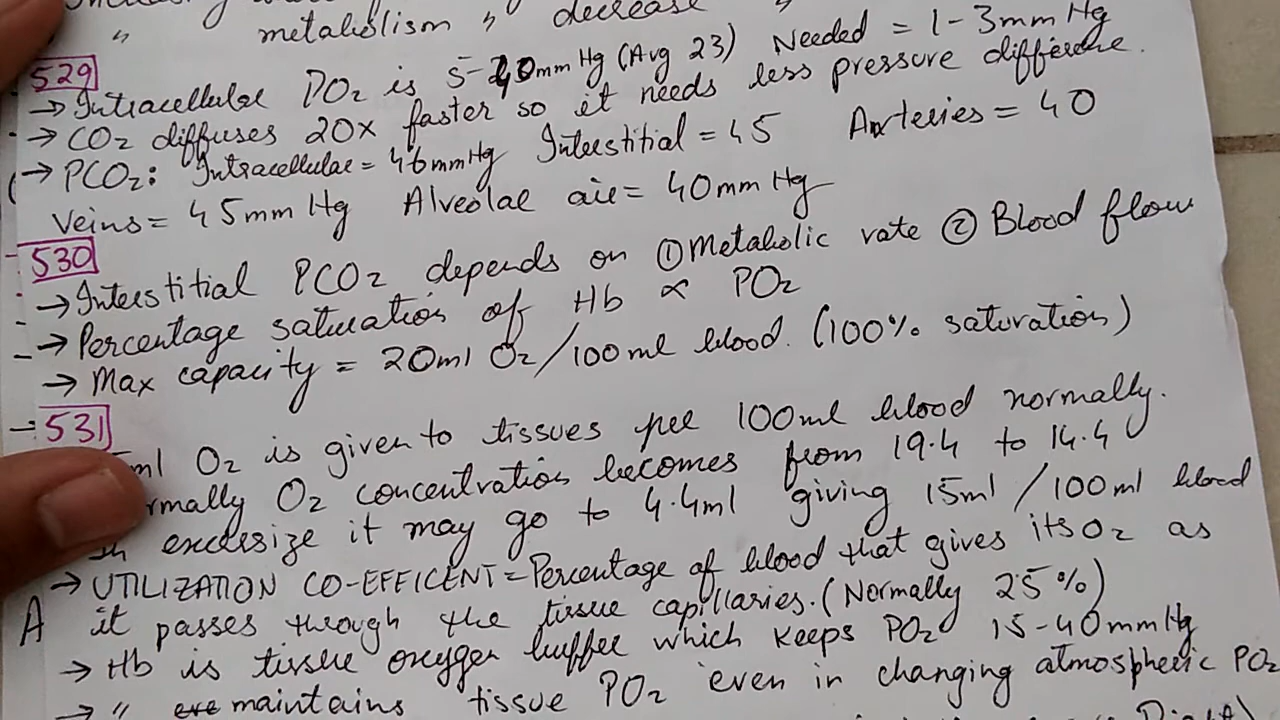 metabolism " decrease "
529
→ Intracellular PO2 is 5-40mmHg (Avg 23) Needed = 1-3mmHg
→ CO2 diffuses 20x faster so it needs less pressure difference.
→ PCO2: Intracellular = 46mmHg Interstitial = 45 Arteries = 40
Veins = 45mmHg Alveolar air = 40mmHg
530
→ Interstitial PCO2 depends on ① Metabolic rate ② Blood flow
→ Percentage saturation of Hb ∝ PO2
→ Max capacity = 20ml O2/100ml blood. (100% saturation)
531
ml O2 is given to tissues per 100ml blood normally.
rmally O2 concentration becomes from 19.4 to 14.4
in excersize it may go to 4.4ml giving 15ml/100ml blood
→ UTILIZATION CO-EFFICENT = Percentage of blood that gives its O2 as
A it passes through the tissue capillaries. (Normally 25%)
→ Hb is tissue oxygen buffer which keeps PO2 15-40mmHg
→ " maintains tissue PO2 even in changing atmospheric PO2